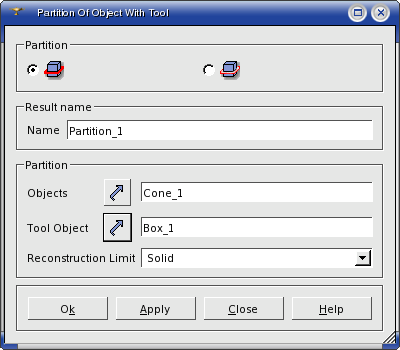 Partition Of Object With Tool
Partition
Result name
Name Partition_1
Partition
Objects Cone_1
Tool Object Box_1
Reconstruction Limit Solid
Ok Apply Close Help